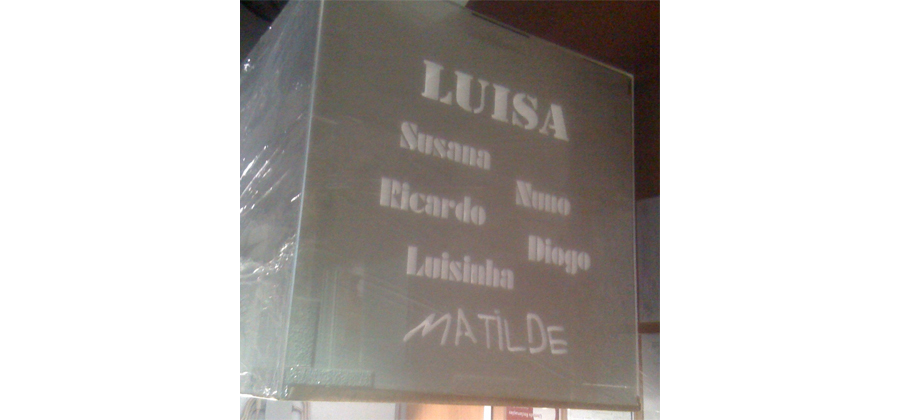 LUISA
Susana
Ricardo Nuno
Luisinha Diogo
MATILDE